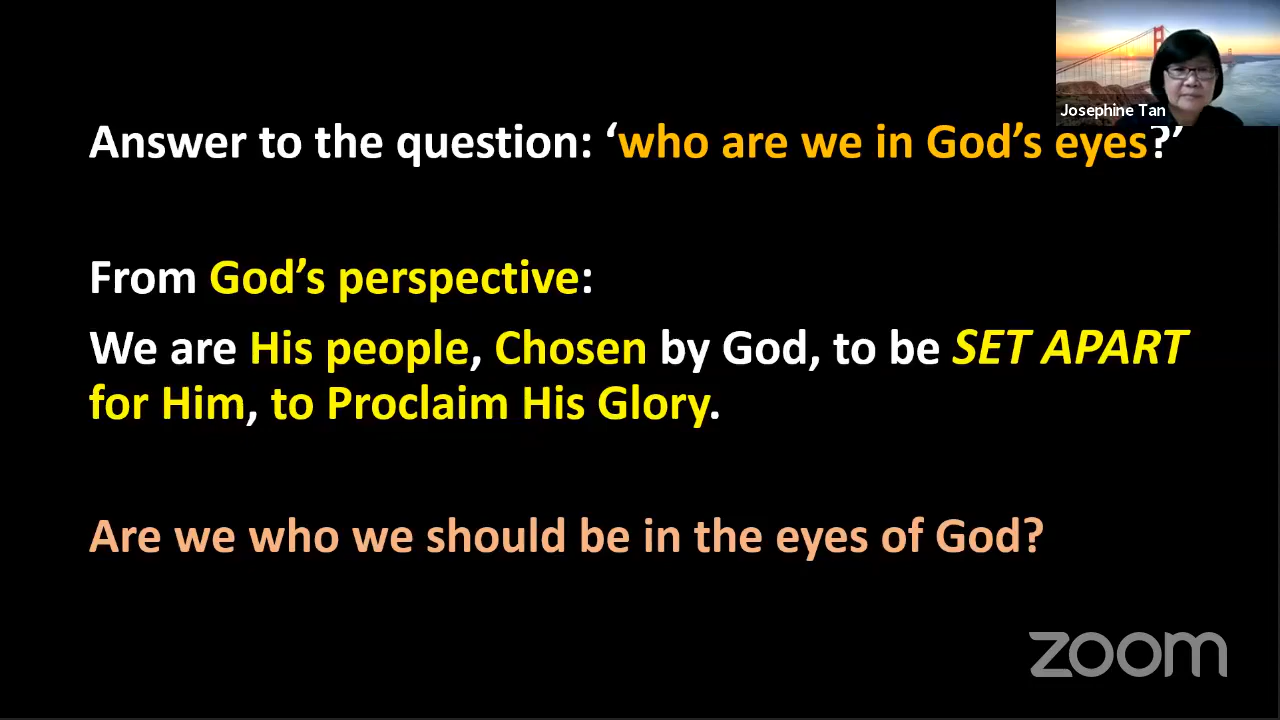 Josephine Tan
Answer to the question: ‘who are we in God’s eyes?’
From God’s perspective:
We are His people, Chosen by God, to be SET APART
for Him, to Proclaim His Glory.
Are we who we should be in the eyes of God?
zoom